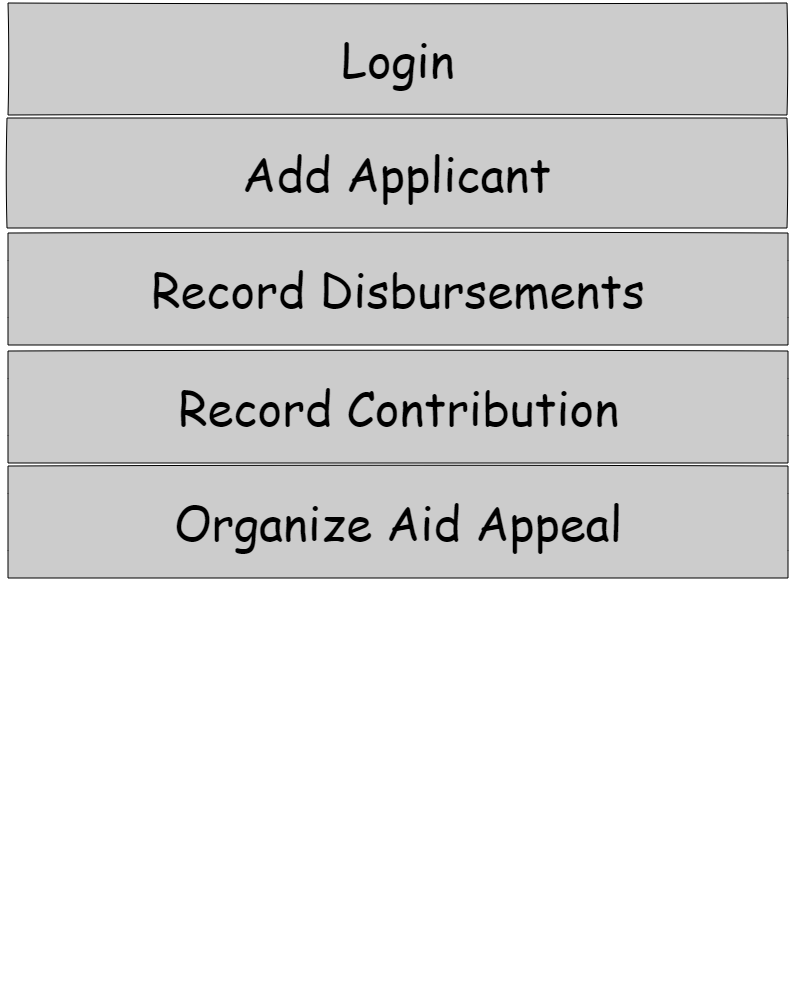 Login
Add Applicant
Record Disbursements
Record Contribution
Organize Aid Appeal